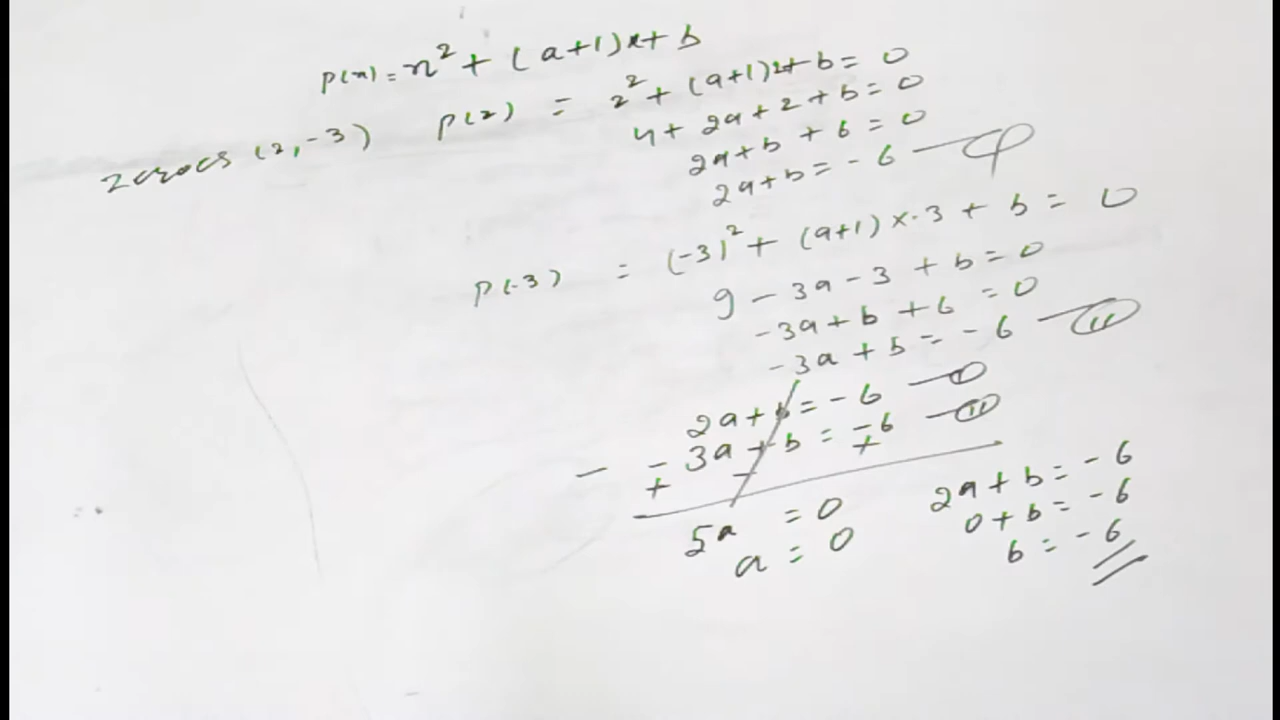 p(x) = x² + (a+1)x + b
zeroes (2, -3) p(2) = 2² + (a+1)2 + b = 0
4 + 2a + 2 + b = 0
2a + b + 6 = 0
2a + b = - 6 — I
p(-3) = (-3)² + (a+1) × -3 + b = 0
9 - 3a - 3 + b = 0
-3a + b + 6 = 0
-3a + b = - 6 — II
2a + b = - 6 — I
- - 3a + b = - 6 — II
+ - +
5a = 0
a = 0
2a + b = - 6
0 + b = - 6
b = - 6